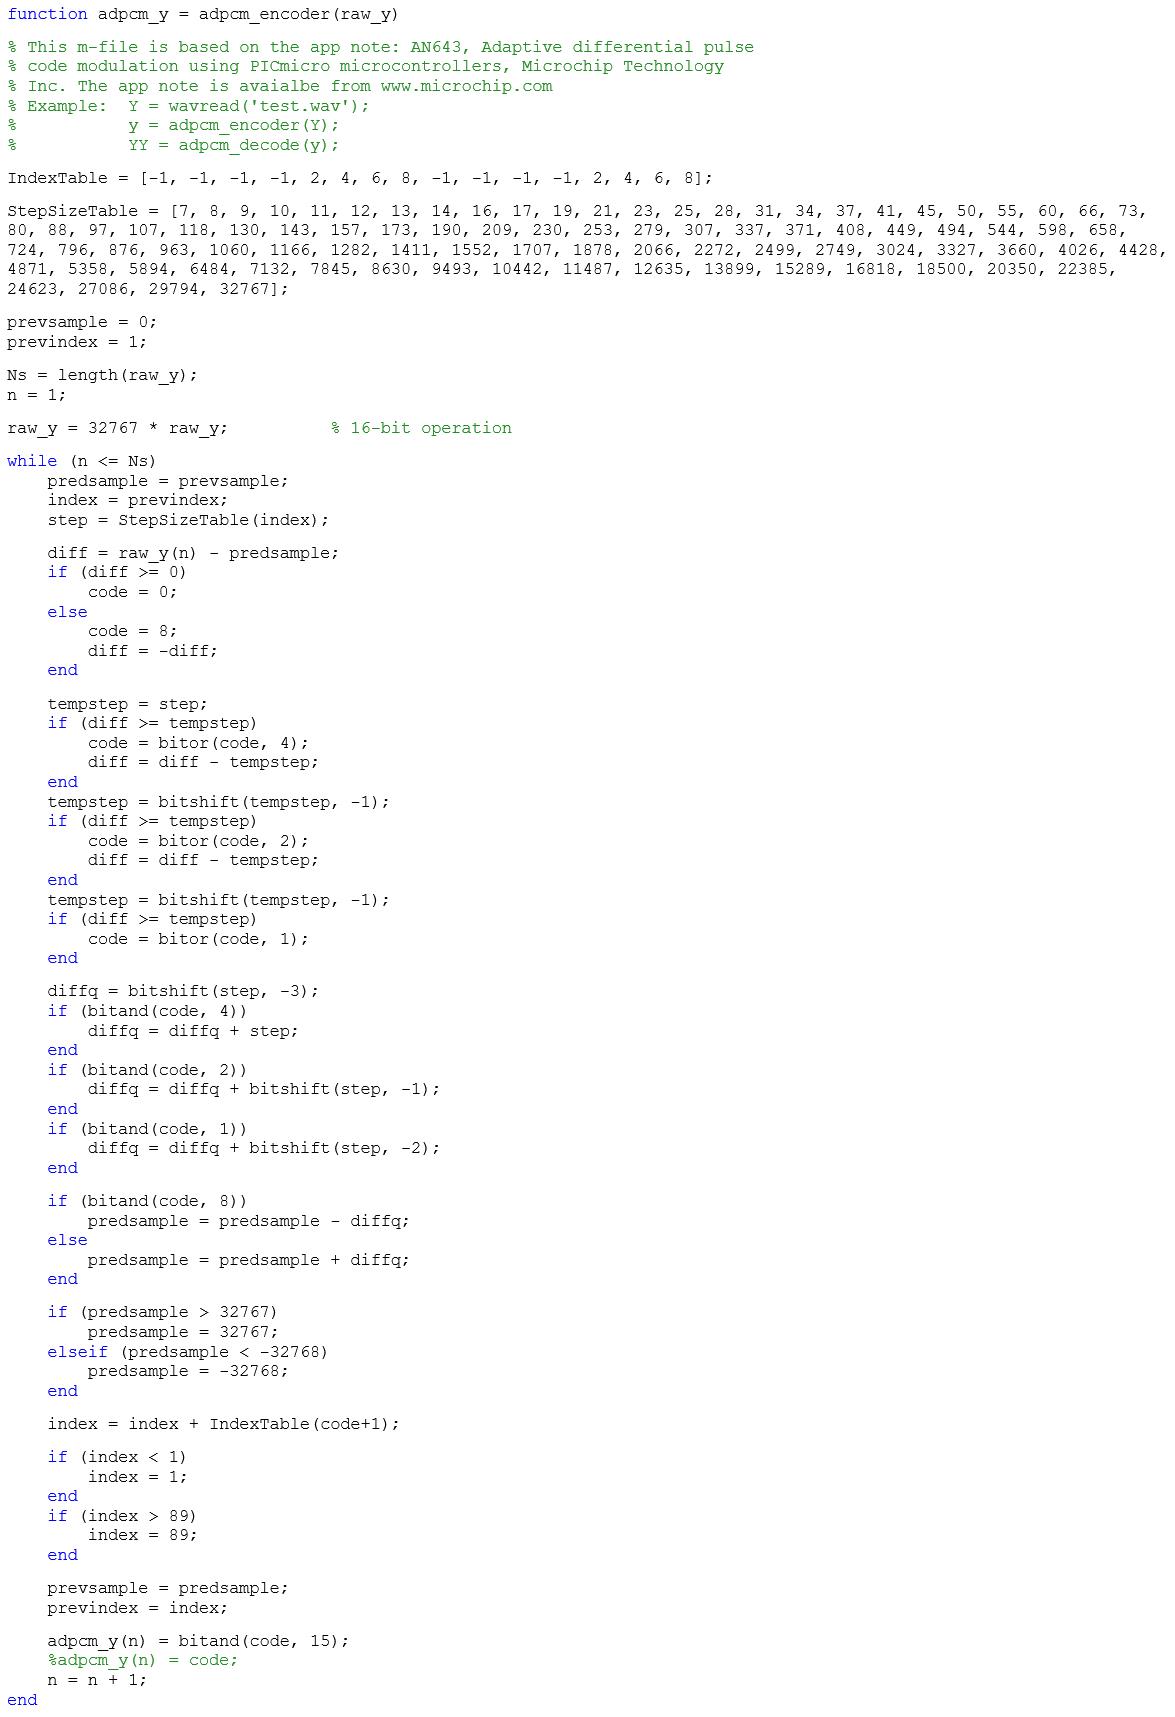 function adpcm_y = adpcm_encoder(raw_y)
% This m-file is based on the app note: AN643, Adaptive differential pulse
% code modulation using PICmicro microcontrollers, Microchip Technology
% Inc. The app note is avaialbe from www.microchip.com
% Example:  Y = wavread('test.wav');
%           y = adpcm_encoder(Y);
%           YY = adpcm_decode(y);
IndexTable = [-1, -1, -1, -1, 2, 4, 6, 8, -1, -1, -1, -1, 2, 4, 6, 8];
StepSizeTable = [7, 8, 9, 10, 11, 12, 13, 14, 16, 17, 19, 21, 23, 25, 28, 31, 34, 37, 41, 45, 50, 55, 60, 66, 73,
80, 88, 97, 107, 118, 130, 143, 157, 173, 190, 209, 230, 253, 279, 307, 337, 371, 408, 449, 494, 544, 598, 658,
724, 796, 876, 963, 1060, 1166, 1282, 1411, 1552, 1707, 1878, 2066, 2272, 2499, 2749, 3024, 3327, 3660, 4026, 4428,
4871, 5358, 5894, 6484, 7132, 7845, 8630, 9493, 10442, 11487, 12635, 13899, 15289, 16818, 18500, 20350, 22385,
24623, 27086, 29794, 32767];
prevsample = 0;
previndex = 1;
Ns = length(raw_y);
n = 1;
raw_y = 32767 * raw_y;          % 16-bit operation
while (n <= Ns)
    predsample = prevsample;
    index = previndex;
    step = StepSizeTable(index);
    diff = raw_y(n) - predsample;
    if (diff >= 0)
        code = 0;
    else
        code = 8;
        diff = -diff;
    end
    tempstep = step;
    if (diff >= tempstep)
        code = bitor(code, 4);
        diff = diff - tempstep;
    end
    tempstep = bitshift(tempstep, -1);
    if (diff >= tempstep)
        code = bitor(code, 2);
        diff = diff - tempstep;
    end
    tempstep = bitshift(tempstep, -1);
    if (diff >= tempstep)
        code = bitor(code, 1);
    end
    diffq = bitshift(step, -3);
    if (bitand(code, 4))
        diffq = diffq + step;
    end
    if (bitand(code, 2))
        diffq = diffq + bitshift(step, -1);
    end
    if (bitand(code, 1))
        diffq = diffq + bitshift(step, -2);
    end
    if (bitand(code, 8))
        predsample = predsample - diffq;
    else
        predsample = predsample + diffq;
    end
    if (predsample > 32767)
        predsample = 32767;
    elseif (predsample < -32768)
        predsample = -32768;
    end
    index = index + IndexTable(code+1);
    if (index < 1)
        index = 1;
    end
    if (index > 89)
        index = 89;
    end
    prevsample = predsample;
    previndex = index;
    adpcm_y(n) = bitand(code, 15);
    %adpcm_y(n) = code;
    n = n + 1;
end